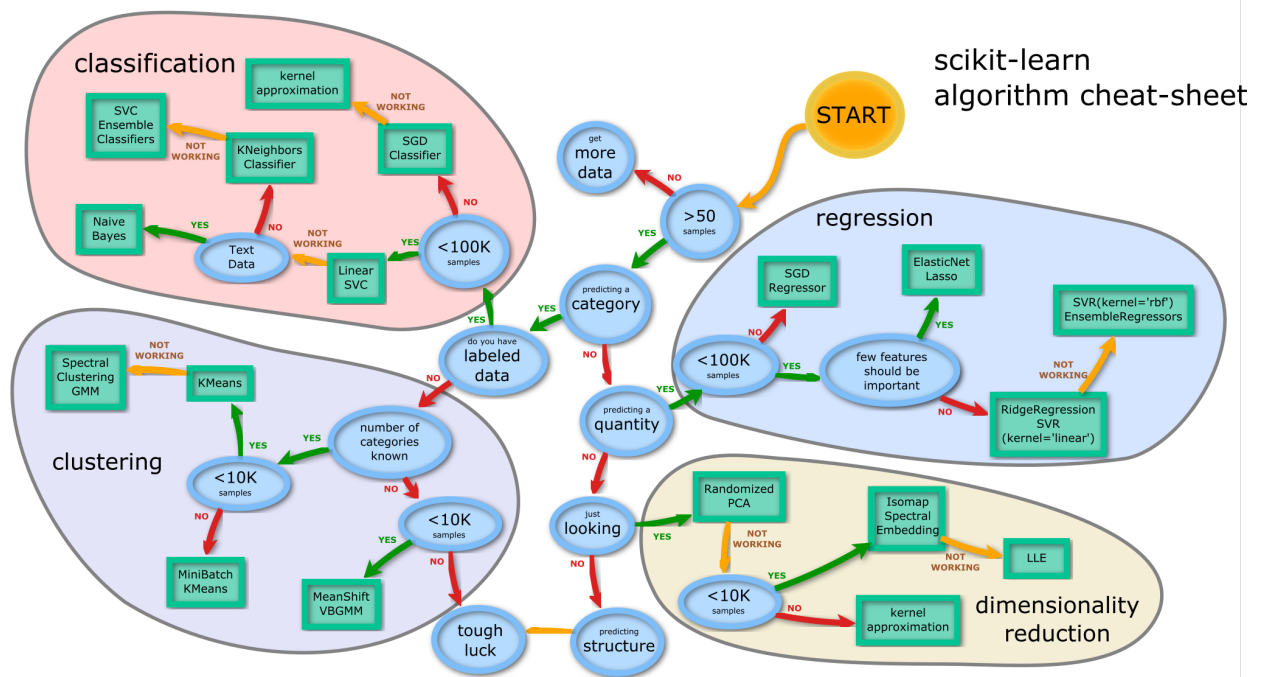 scikit-learn
algorithm cheat-sheet
START
get
more
data
NO
>50
samples
YES
predicting a
category
YES
NO
do you have
labeled
data
YES
NO
predicting a
quantity
YES
NO
just
looking
YES
NO
predicting
structure
tough
luck
classification
kernel
approximation
NOT
WORKING
SGD
Classifier
NO
<100K
samples
YES
Linear
SVC
NOT
WORKING
Text
Data
YES
Naive
Bayes
NO
KNeighbors
Classifier
NOT
WORKING
SVC
Ensemble
Classifiers
clustering
number of
categories
known
YES
NO
<10K
samples
YES
KMeans
NOT
WORKING
Spectral
Clustering
GMM
NO
MiniBatch
KMeans
<10K
samples
YES
MeanShift
VBGMM
NO
regression
<100K
samples
NO
SGD
Regressor
YES
few features
should be
important
YES
ElasticNet
Lasso
NO
RidgeRegression
SVR
(kernel='linear')
NOT
WORKING
SVR(kernel='rbf')
EnsembleRegressors
dimensionality
reduction
Randomized
PCA
NOT
WORKING
<10K
samples
YES
Isomap
Spectral
Embedding
NOT
WORKING
LLE
NO
kernel
approximation